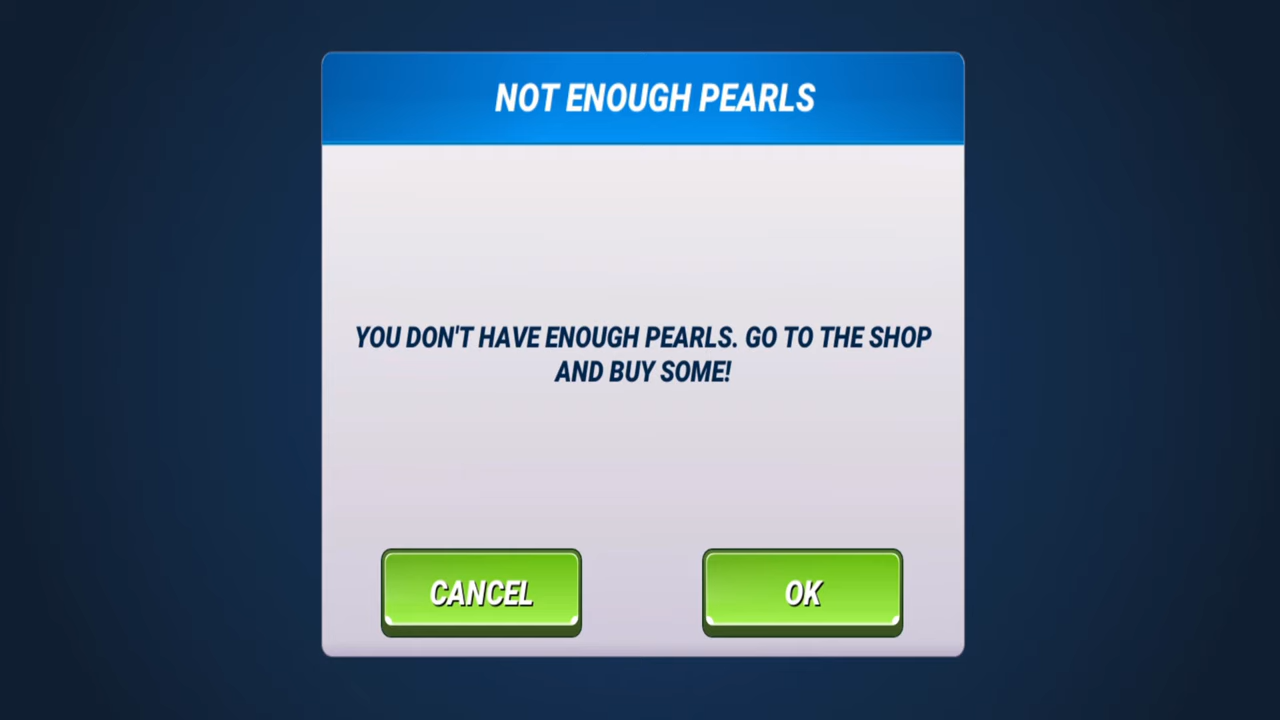 NOT ENOUGH PEARLS
YOU DON'T HAVE ENOUGH PEARLS. GO TO THE SHOP
AND BUY SOME!
CANCEL
OK